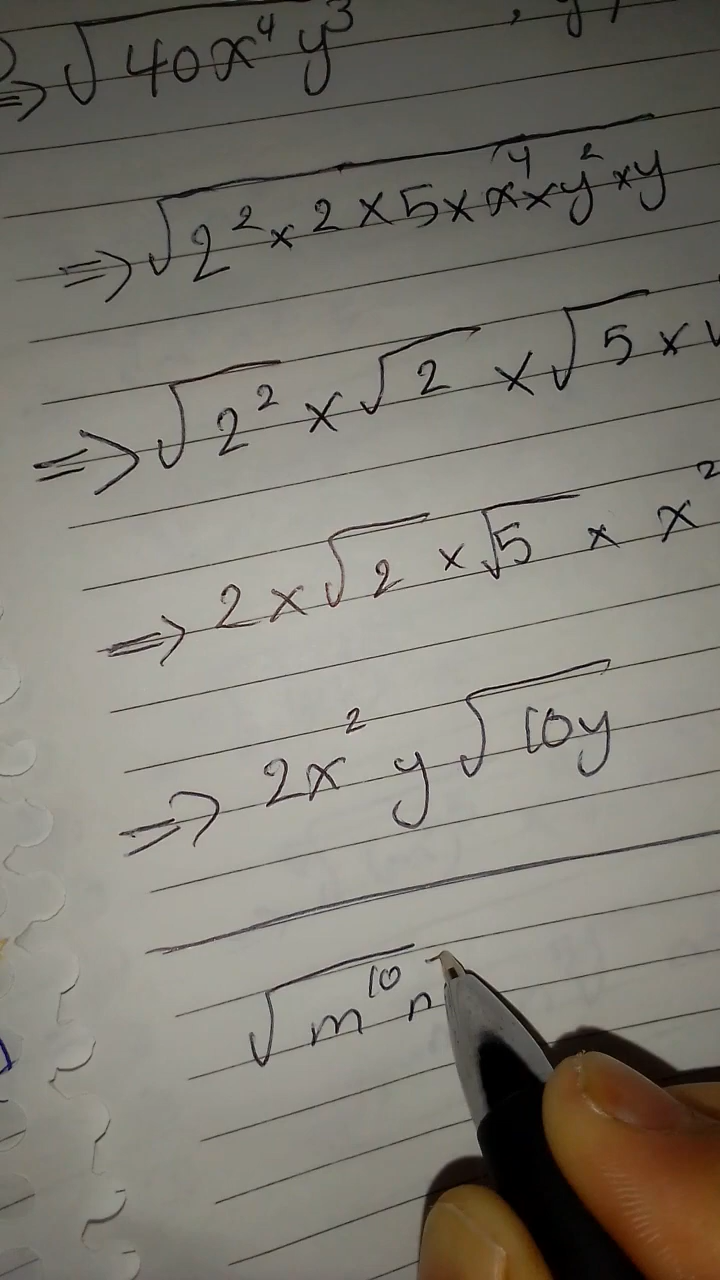 ⇒ √40x⁴y³ , y
⇒ √2² × 2 × 5 × x⁴ × y² × y
⇒ √2² × √2 × √5 ×
⇒ 2 × √2 × √5 × x²
⇒ 2x²y√10y
√m¹⁰n